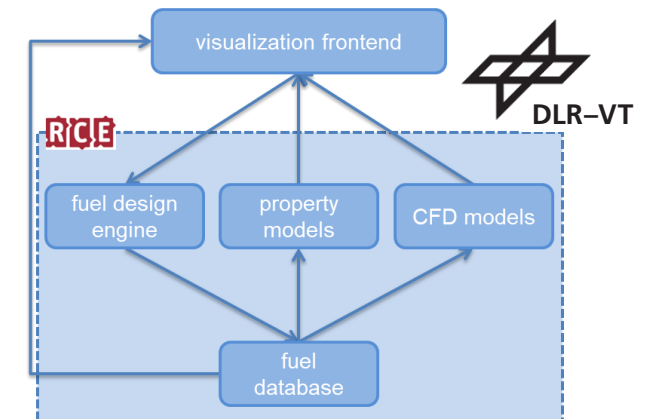 visualization frontend
DLR–VT
RCE
fuel design
engine
property
models
CFD models
fuel
database